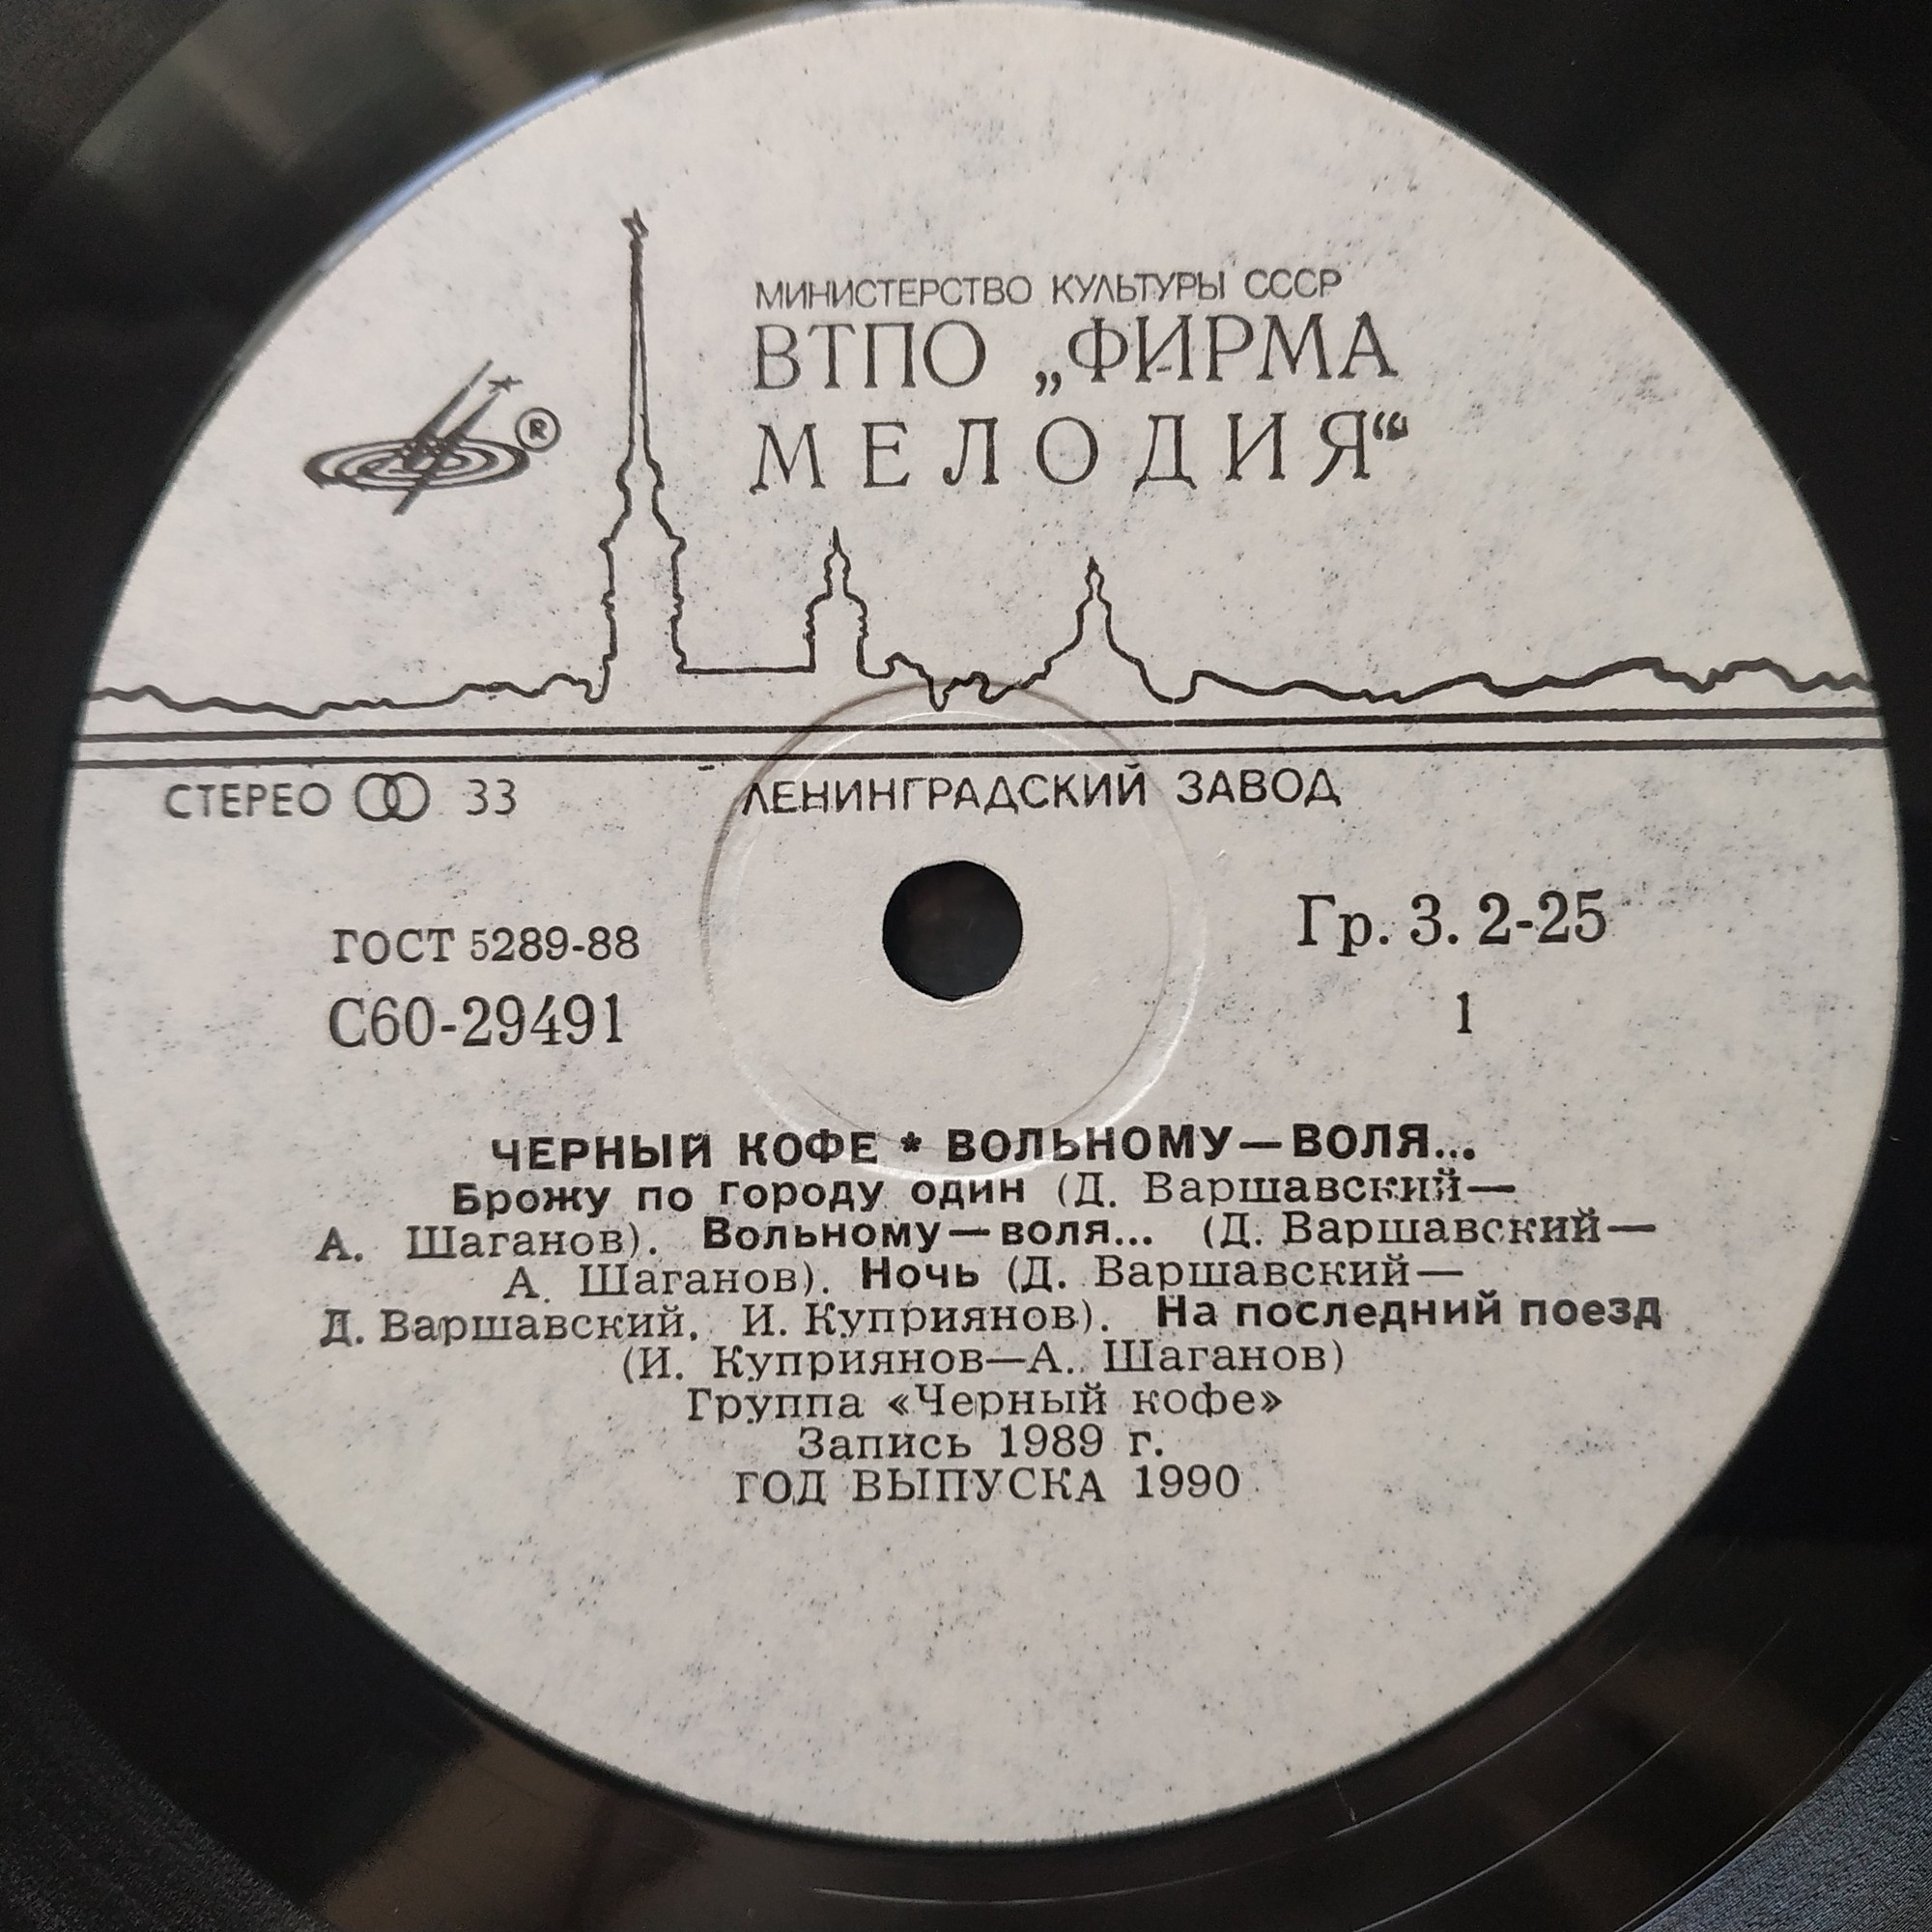 МИНИСТЕРСТВО КУЛЬТУРЫ СССР
ВТПО „ФИРМА
МЕЛОДИЯ“
®
СТЕРЕО 33
ЛЕНИНГРАДСКИЙ ЗАВОД
ГОСТ 5289-88
Гр. 3. 2-25
С60-29491
1
ЧЕРНЫЙ КОФЕ * ВОЛЬНОМУ—ВОЛЯ...
Брожу по городу один (Д. Варшавский—
А. Шаганов). Вольному—воля... (Д. Варшавский—
А. Шаганов). Ночь (Д. Варшавский—
Д. Варшавский, И. Куприянов). На последний поезд
(И. Куприянов—А. Шаганов)
Группа «Черный кофе»
Запись 1989 г.
ГОД ВЫПУСКА 1990